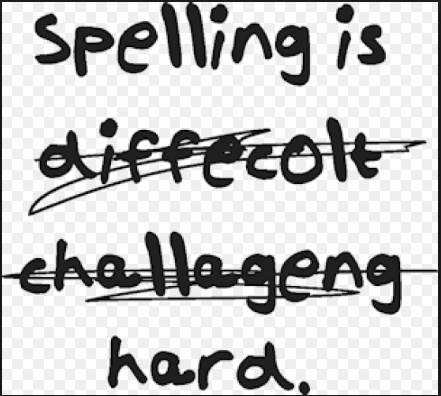 Spelling is
diffecolt
challageng
hard.